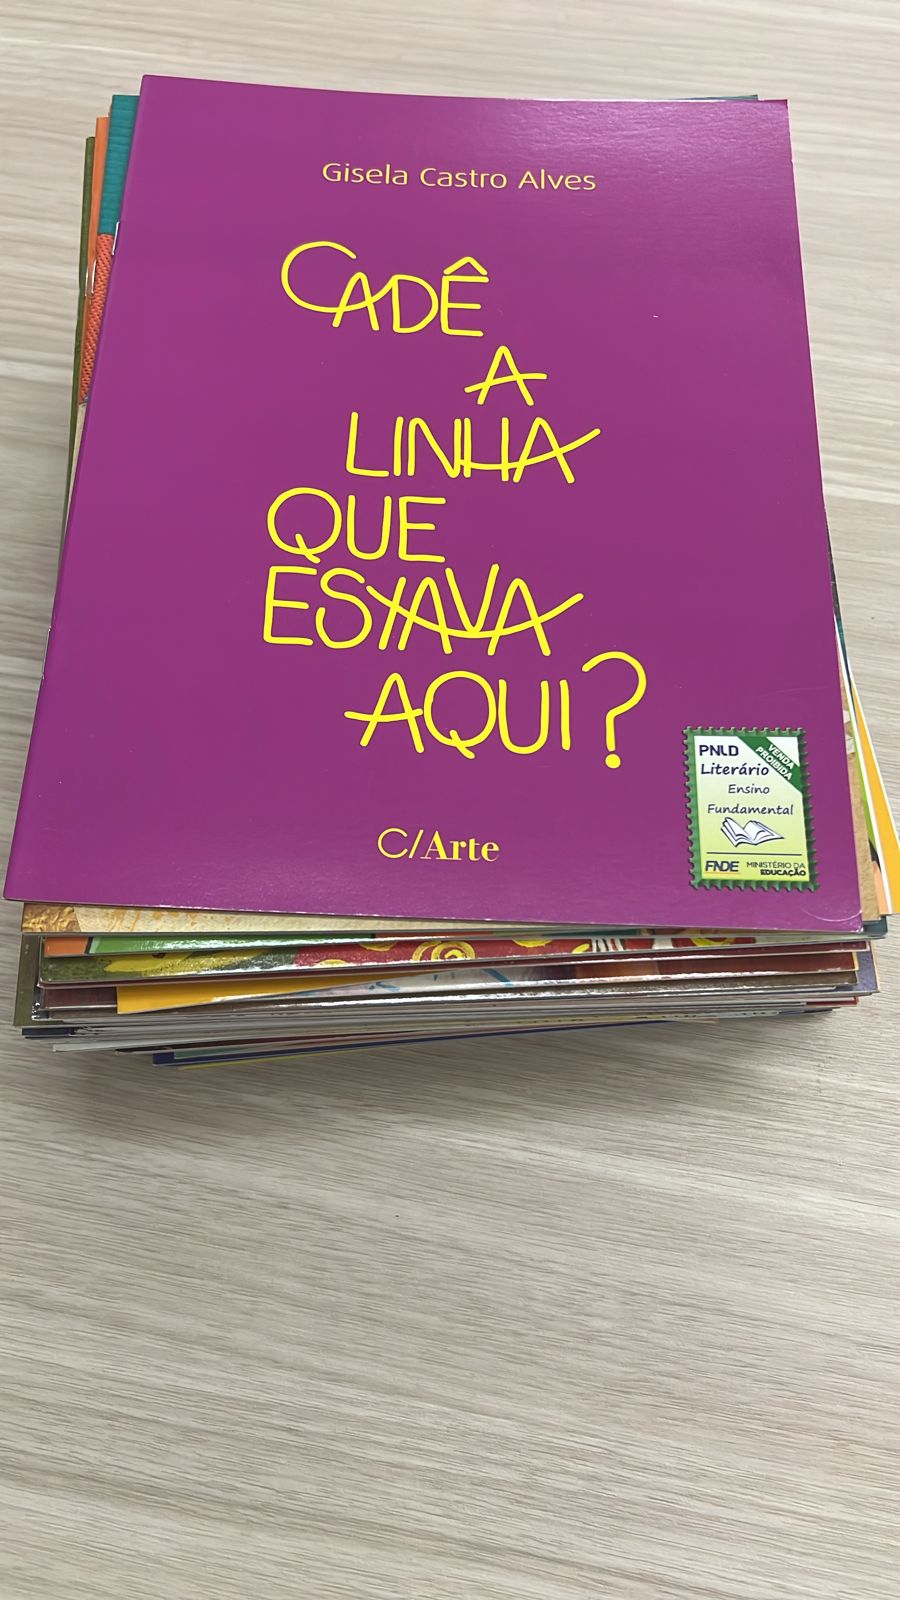 Gisela Castro Alves
CADÊ
A
LINHA
QUE
ESTAVA
AQUI?
C/Arte
PNLD
VENDA
PROIBIDA
Literário
Ensino
Fundamental
FNDE
MINISTÉRIO DA
EDUCAÇÃO